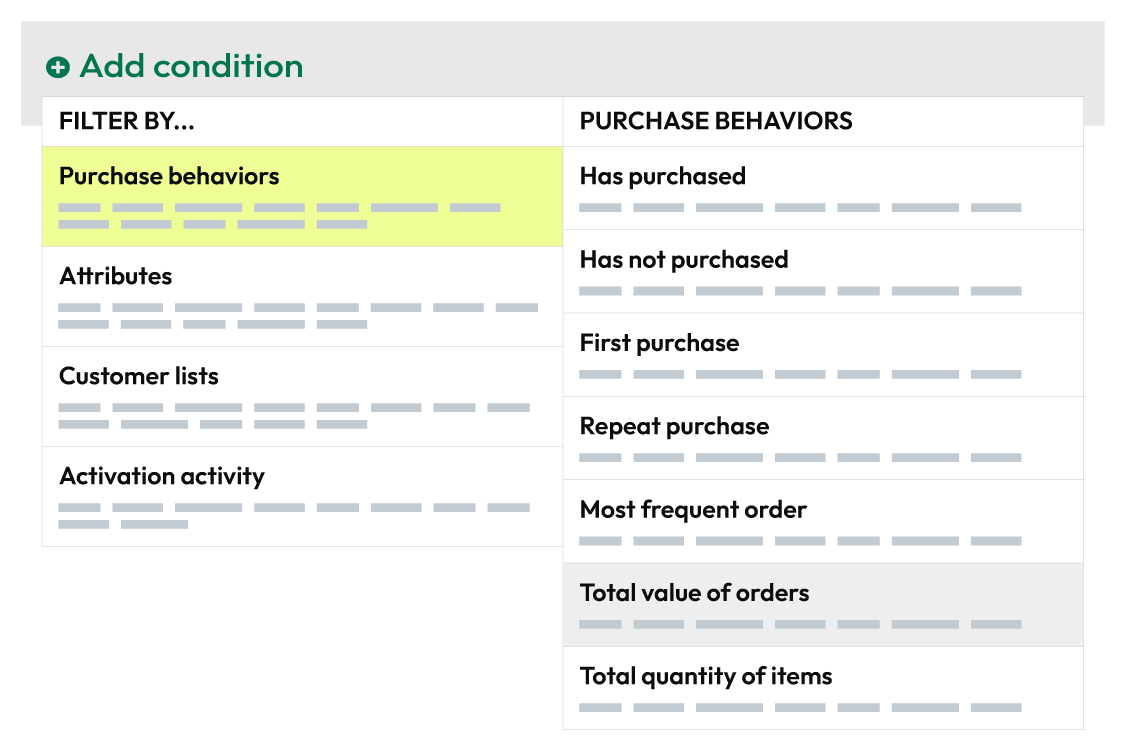 Add condition
FILTER BY...
Purchase behaviors
Attributes
Customer lists
Activation activity
PURCHASE BEHAVIORS
Has purchased
Has not purchased
First purchase
Repeat purchase
Most frequent order
Total value of orders
Total quantity of items